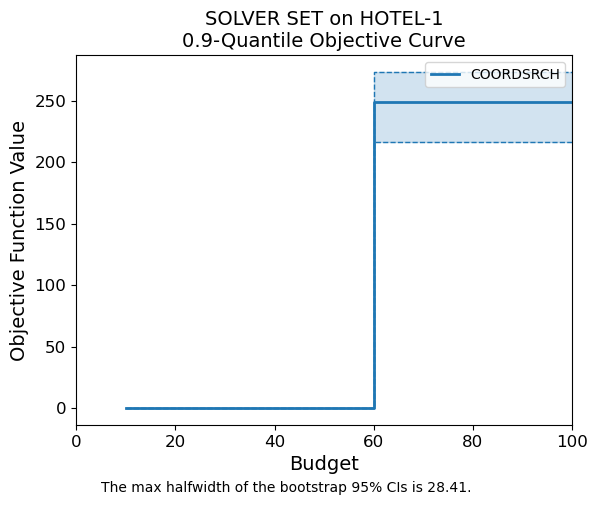 SOLVER SET on HOTEL-1
0.9-Quantile Objective Curve
COORDSRCH
Objective Function Value
250
200
150
100
50
0
0 20 40 60 80 100
Budget
The max halfwidth of the bootstrap 95% CIs is 28.41.